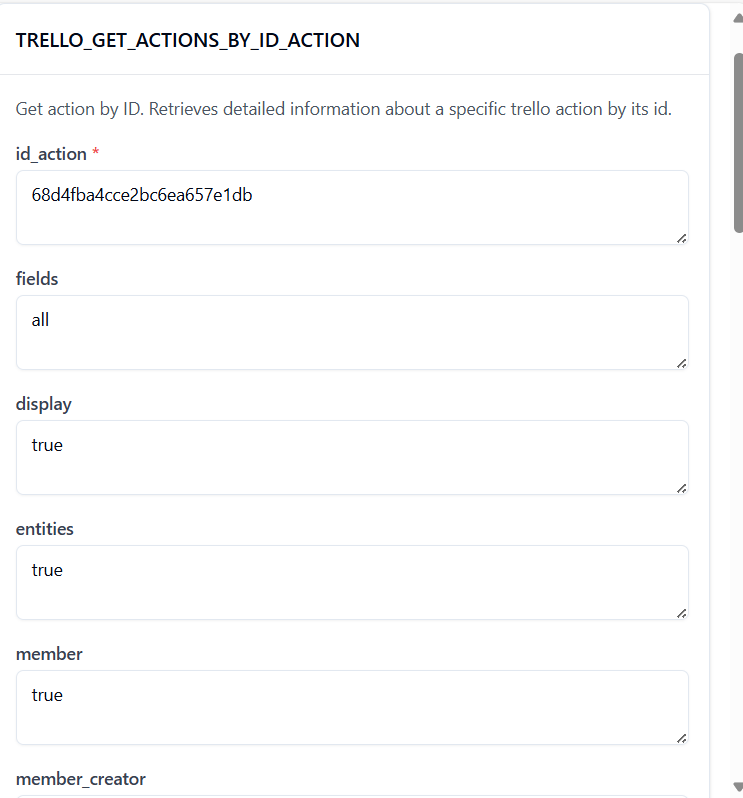 TRELLO_GET_ACTIONS_BY_ID_ACTION
Get action by ID. Retrieves detailed information about a specific trello action by its id.
id_action *
68d4fba4cce2bc6ea657e1db
fields
all
display
true
entities
true
member
true
member_creator